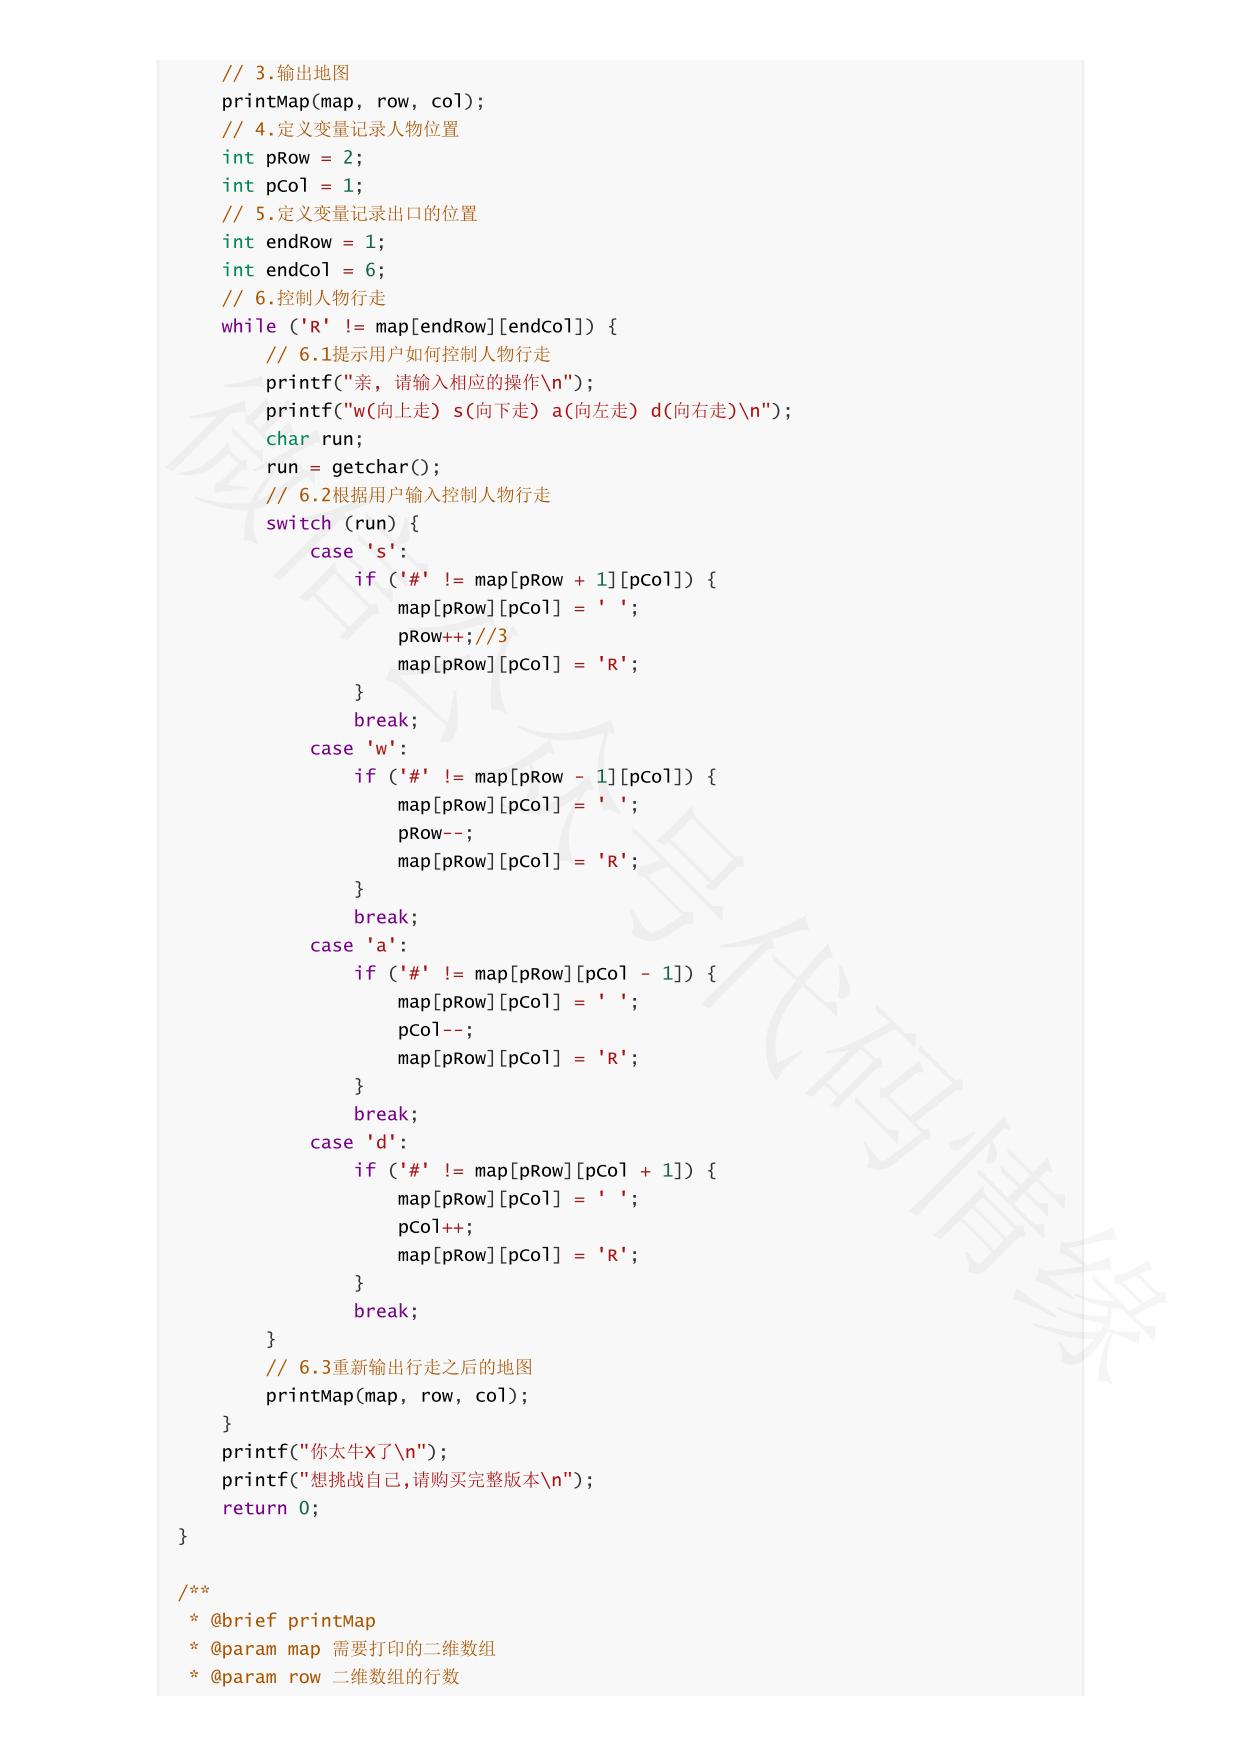 // 3.输出地图
printMap(map, row, col);
// 4.定义变量记录人物位置
int pRow = 2;
int pCol = 1;
// 5.定义变量记录出口的位置
int endRow = 1;
int endCol = 6;
// 6.控制人物行走
while ('R' != map[endRow][endCol]) {
// 6.1提示用户如何控制人物行走
printf("亲, 请输入相应的操作\n");
printf("w(向上走) s(向下走) a(向左走) d(向右走)\n");
char run;
run = getchar();
// 6.2根据用户输入控制人物行走
switch (run) {
case 's':
if ('#' != map[pRow + 1][pCol]) {
map[pRow][pCol] = ' ';
pRow++;//3
map[pRow][pCol] = 'R';
}
break;
case 'w':
if ('#' != map[pRow - 1][pCol]) {
map[pRow][pCol] = ' ';
pRow--;
map[pRow][pCol] = 'R';
}
break;
case 'a':
if ('#' != map[pRow][pCol - 1]) {
map[pRow][pCol] = ' ';
pCol--;
map[pRow][pCol] = 'R';
}
break;
case 'd':
if ('#' != map[pRow][pCol + 1]) {
map[pRow][pCol] = ' ';
pCol++;
map[pRow][pCol] = 'R';
}
break;
}
// 6.3重新输出行走之后的地图
printMap(map, row, col);
}
printf("你太牛X了\n");
printf("想挑战自己,请购买完整版本\n");
return 0;
}
/**
* @brief printMap
* @param map 需要打印的二维数组
* @param row 二维数组的行数
微信公众号代码情缘